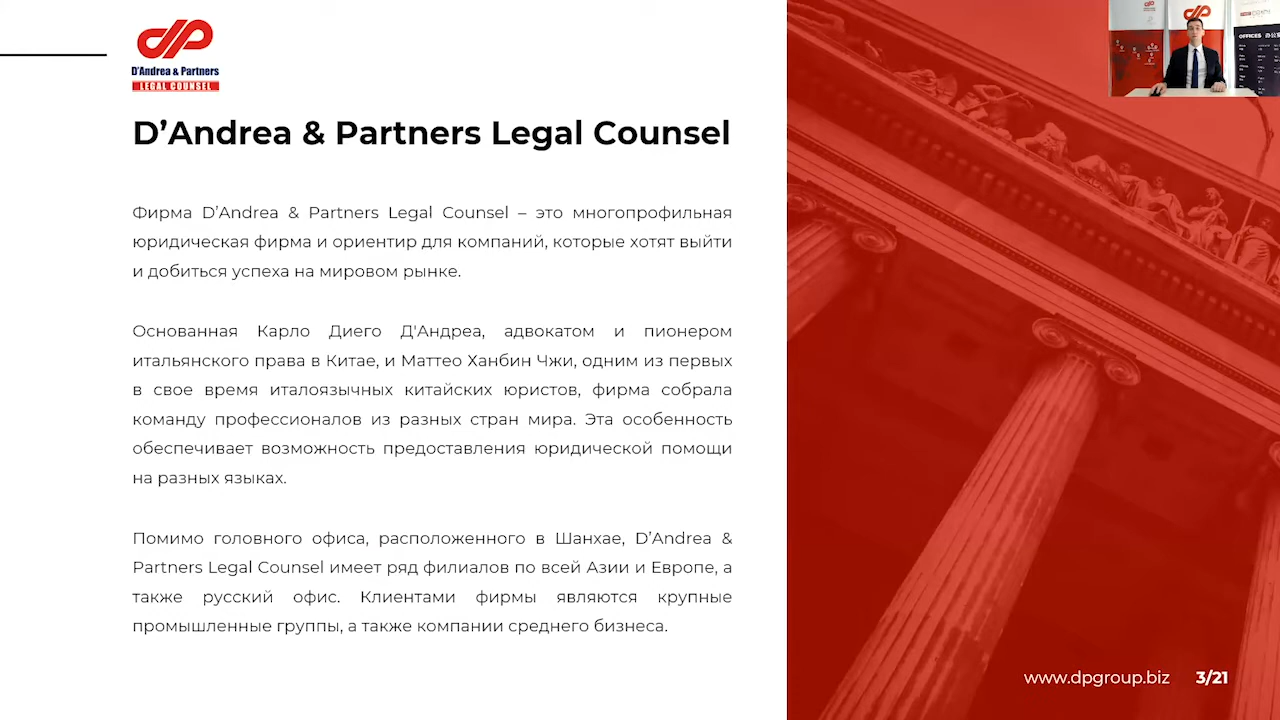 D'Andrea & Partners
LEGAL COUNSEL
D’Andrea & Partners Legal Counsel
Фирма D’Andrea & Partners Legal Counsel – это многопрофильная
юридическая фирма и ориентир для компаний, которые хотят выйти
и добиться успеха на мировом рынке.
Основанная Карло Диего Д'Андреа, адвокатом и пионером
итальянского права в Китае, и Маттео Ханбин Чжи, одним из первых
в свое время италоязычных китайских юристов, фирма собрала
команду профессионалов из разных стран мира. Эта особенность
обеспечивает возможность предоставления юридической помощи
на разных языках.
Помимо головного офиса, расположенного в Шанхае, D’Andrea &
Partners Legal Counsel имеет ряд филиалов по всей Азии и Европе, а
также русский офис. Клиентами фирмы являются крупные
промышленные группы, а также компании среднего бизнеса.
OFFICES
www.dpgroup.biz 3/21